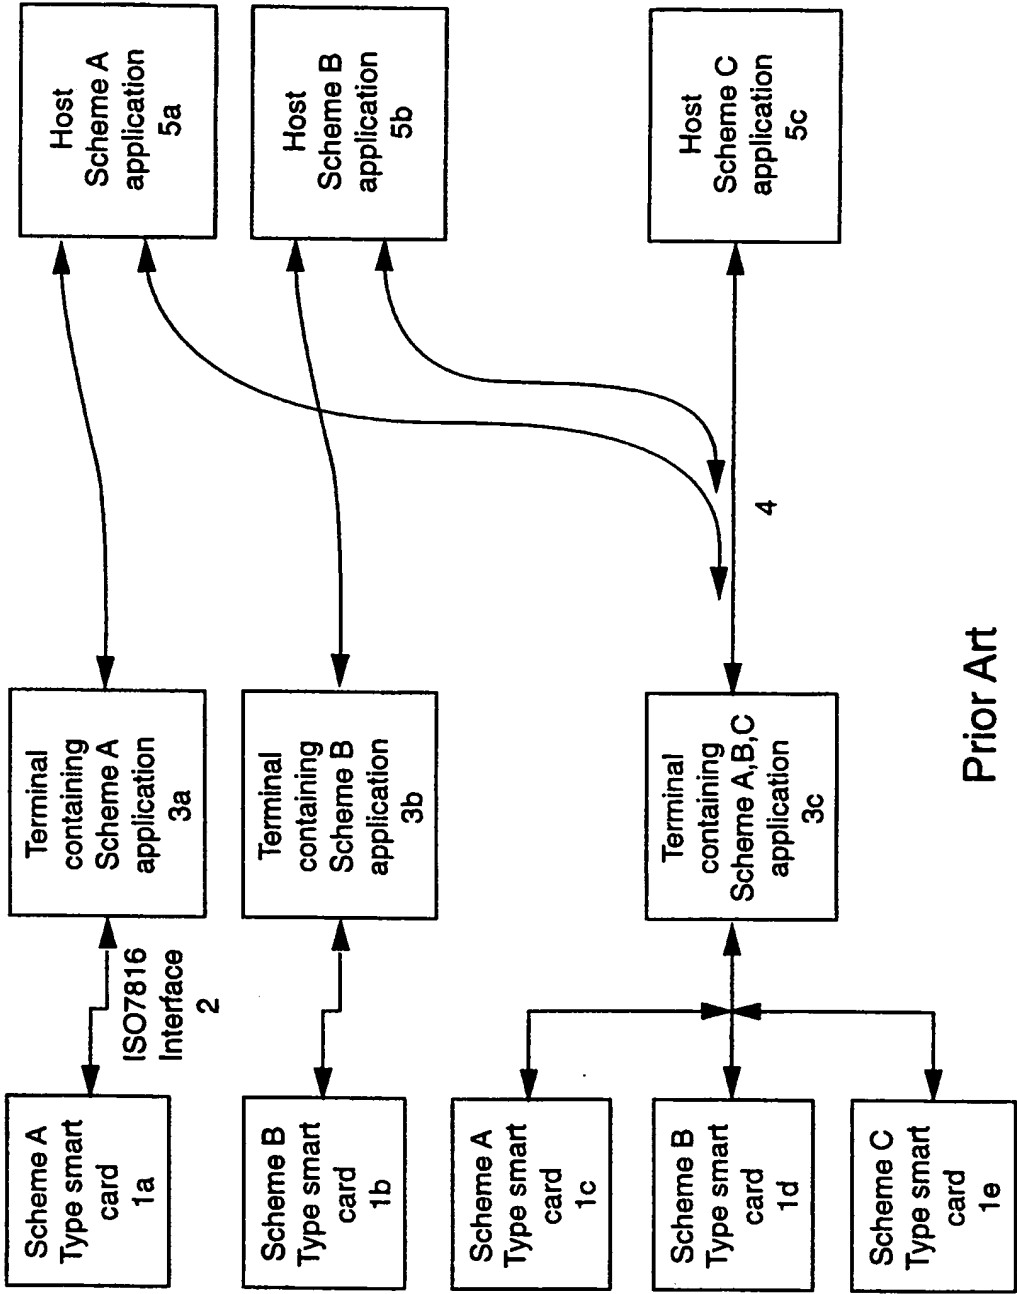 Scheme A
Type smart
card
1a
ISO7816
Interface
2
Terminal
containing
Scheme A
application
3a
Host
Scheme A
application
5a
Scheme B
Type smart
card
1b
Terminal
containing
Scheme B
application
3b
Host
Scheme B
application
5b
Scheme A
Type smart
card
1c
Scheme B
Type smart
card
1d
Scheme C
Type smart
card
1e
Terminal
containing
Scheme A,B,C
application
3c
4
Host
Scheme C
application
5c
Prior Art